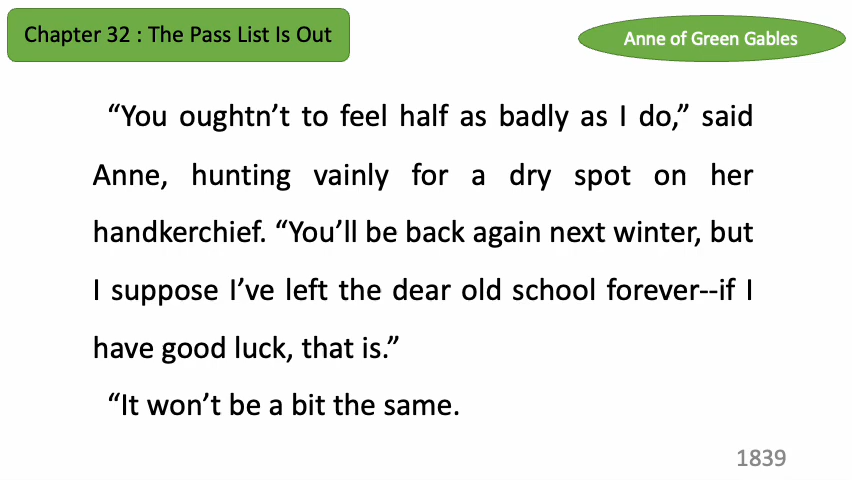 Chapter 32 : The Pass List Is Out
Anne of Green Gables
“You oughtn’t to feel half as badly as I do,” said
Anne, hunting vainly for a dry spot on her
handkerchief. “You’ll be back again next winter, but
I suppose I’ve left the dear old school forever--if I
have good luck, that is.”
“It won’t be a bit the same.
1839